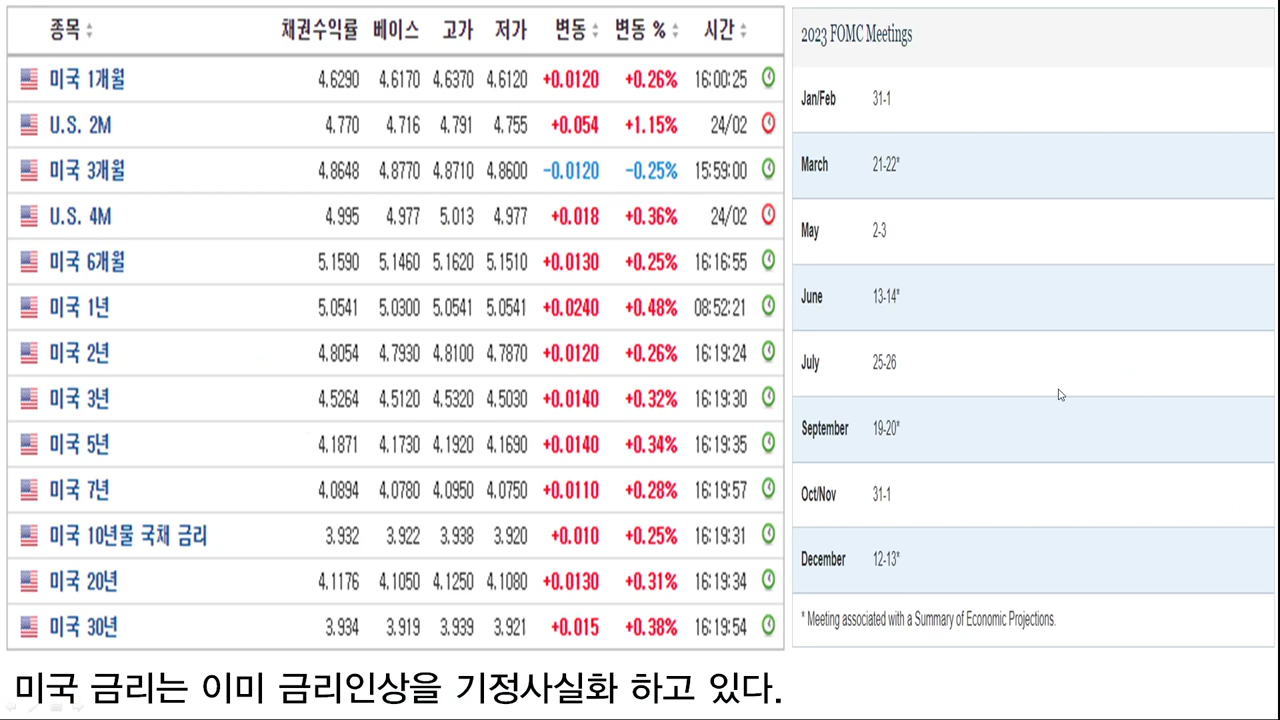 종목 채권수익률 베이스 고가 저가 변동 변동 % 시간
미국 1개월 4.6290 4.6170 4.6370 4.6120 +0.0120 +0.26% 16:00:25
U.S. 2M 4.770 4.716 4.791 4.755 +0.054 +1.15% 24/02
미국 3개월 4.8648 4.8770 4.8710 4.8600 -0.0120 -0.25% 15:59:00
U.S. 4M 4.995 4.977 5.013 4.977 +0.018 +0.36% 24/02
미국 6개월 5.1590 5.1460 5.1620 5.1510 +0.0130 +0.25% 16:16:55
미국 1년 5.0541 5.0300 5.0541 5.0541 +0.0240 +0.48% 08:52:21
미국 2년 4.8054 4.7930 4.8100 4.7870 +0.0120 +0.26% 16:19:24
미국 3년 4.5264 4.5120 4.5320 4.5030 +0.0140 +0.32% 16:19:30
미국 5년 4.1871 4.1730 4.1920 4.1690 +0.0140 +0.34% 16:19:35
미국 7년 4.0894 4.0780 4.0950 4.0750 +0.0110 +0.28% 16:19:57
미국 10년물 국채 금리 3.932 3.922 3.938 3.920 +0.010 +0.25% 16:19:31
미국 20년 4.1176 4.1050 4.1250 4.1080 +0.0130 +0.31% 16:19:34
미국 30년 3.934 3.919 3.939 3.921 +0.015 +0.38% 16:19:54
2023 FOMC Meetings
Jan/Feb 31-1
March 21-22*
May 2-3
June 13-14*
July 25-26
September 19-20*
Oct/Nov 31-1
December 12-13*
* Meeting associated with a Summary of Economic Projections.
미국 금리는 이미 금리인상을 기정사실화 하고 있다.